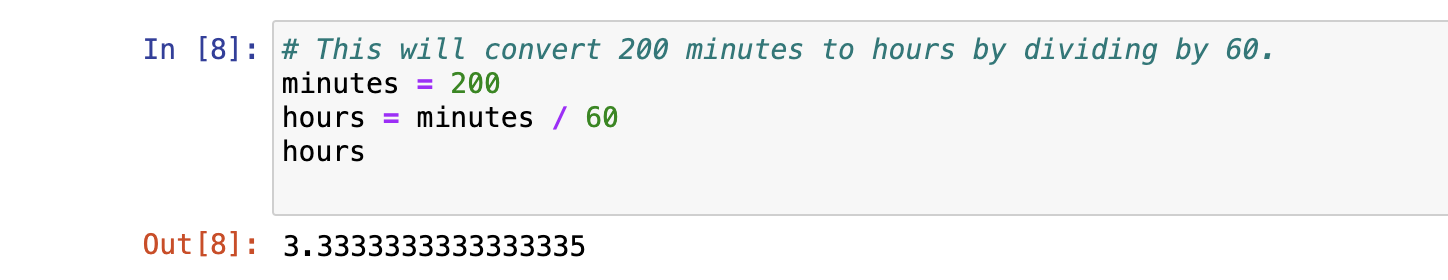 In [8]: # This will convert 200 minutes to hours by dividing by 60.
minutes = 200
hours = minutes / 60
hours
Out[8]: 3.3333333333333335